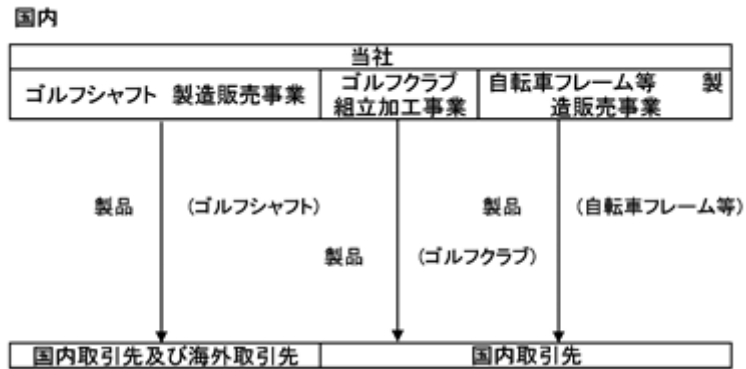 国内
当社
ゴルフシャフト 製造販売事業
ゴルフクラブ
組立加工事業
自転車フレーム等 製
造販売事業
製品 (ゴルフシャフト)
製品 (自転車フレーム等)
製品 (ゴルフクラブ)
国内取引先及び海外取引先
国内取引先